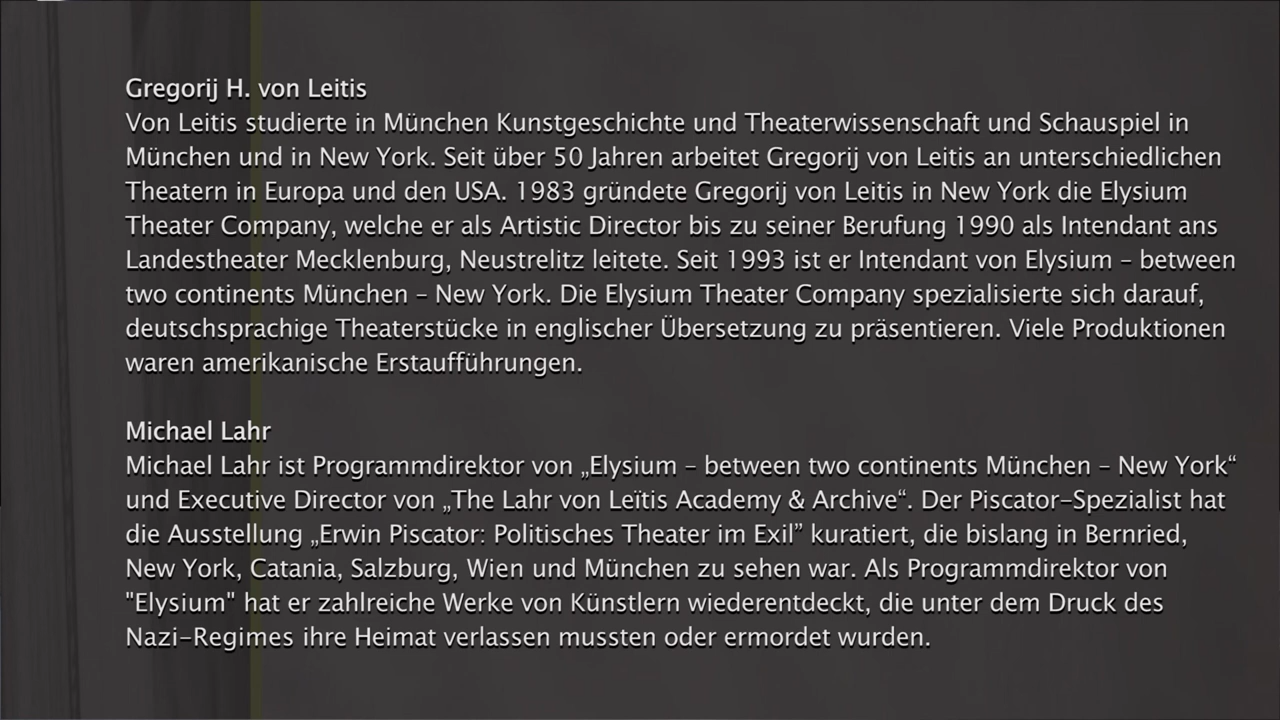 Gregorij H. von Leitis
Von Leitis studierte in München Kunstgeschichte und Theaterwissenschaft und Schauspiel in
München und in New York. Seit über 50 Jahren arbeitet Gregorij von Leitis an unterschiedlichen
Theatern in Europa und den USA. 1983 gründete Gregorij von Leitis in New York die Elysium
Theater Company, welche er als Artistic Director bis zu seiner Berufung 1990 als Intendant ans
Landestheater Mecklenburg, Neustrelitz leitete. Seit 1993 ist er Intendant von Elysium – between
two continents München – New York. Die Elysium Theater Company spezialisierte sich darauf,
deutschsprachige Theaterstücke in englischer Übersetzung zu präsentieren. Viele Produktionen
waren amerikanische Erstaufführungen.
Michael Lahr
Michael Lahr ist Programmdirektor von „Elysium – between two continents München – New York“
und Executive Director von „The Lahr von Leïtis Academy & Archive“. Der Piscator-Spezialist hat
die Ausstellung „Erwin Piscator: Politisches Theater im Exil” kuratiert, die bislang in Bernried,
New York, Catania, Salzburg, Wien und München zu sehen war. Als Programmdirektor von
"Elysium" hat er zahlreiche Werke von Künstlern wiederentdeckt, die unter dem Druck des
Nazi-Regimes ihre Heimat verlassen mussten oder ermordet wurden.